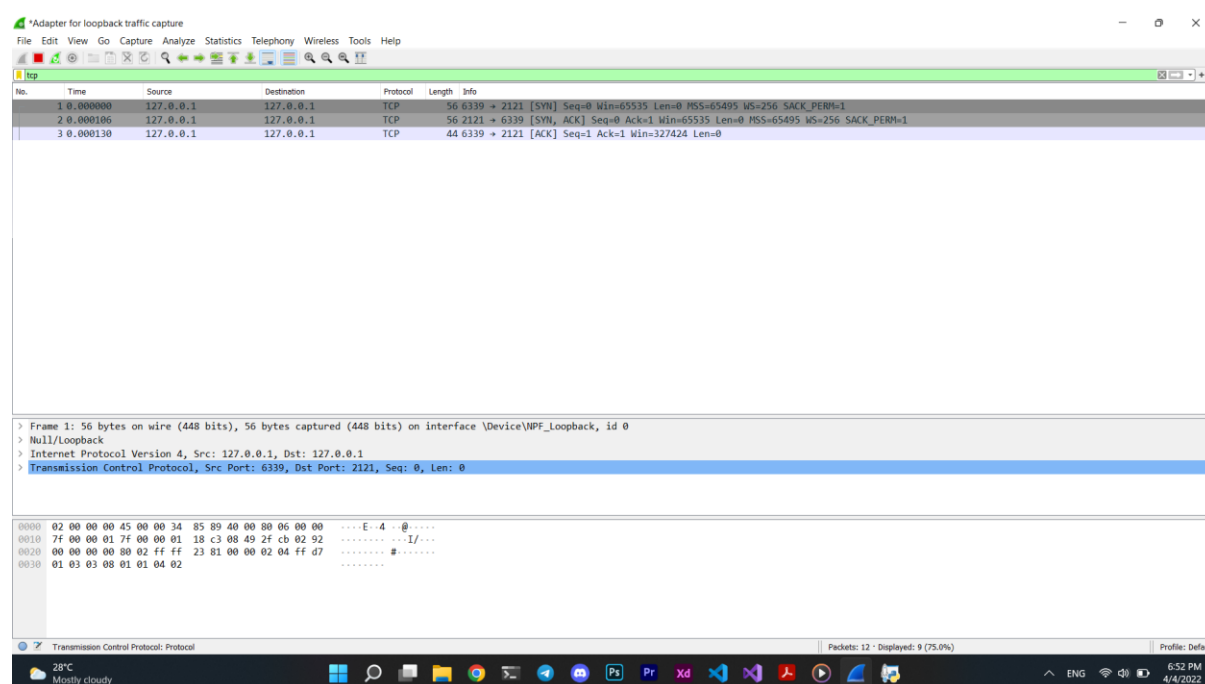 *Adapter for loopback traffic capture
File Edit View Go Capture Analyze Statistics Telephony Wireless Tools Help
tcp
No. Time Source Destination Protocol Length Info
1 0.000000 127.0.0.1 127.0.0.1 TCP 56 6339 → 2121 [SYN] Seq=0 Win=65535 Len=0 MSS=65495 WS=256 SACK_PERM=1
2 0.000106 127.0.0.1 127.0.0.1 TCP 56 2121 → 6339 [SYN, ACK] Seq=0 Ack=1 Win=65535 Len=0 MSS=65495 WS=256 SACK_PERM=1
3 0.000130 127.0.0.1 127.0.0.1 TCP 44 6339 → 2121 [ACK] Seq=1 Ack=1 Win=327424 Len=0
> Frame 1: 56 bytes on wire (448 bits), 56 bytes captured (448 bits) on interface \Device\NPF_Loopback, id 0
> Null/Loopback
> Internet Protocol Version 4, Src: 127.0.0.1, Dst: 127.0.0.1
> Transmission Control Protocol, Src Port: 6339, Dst Port: 2121, Seq: 0, Len: 0
0000 02 00 00 00 45 00 00 34 85 89 40 00 80 06 00 00 ····E··4 ··@·····
0010 7f 00 00 01 7f 00 00 01 18 c3 08 49 2f cb 02 92 ········ ···I/···
0020 00 00 00 00 80 02 ff ff 23 81 00 00 02 04 ff d7 ········ #·······
0030 01 03 03 08 01 01 04 02 ········
Transmission Control Protocol: Protocol Packets: 12 · Displayed: 9 (75.0%) Profile: Defa
28°C
Mostly cloudy
Ps Pr Xd
ENG
6:52 PM
4/4/2022